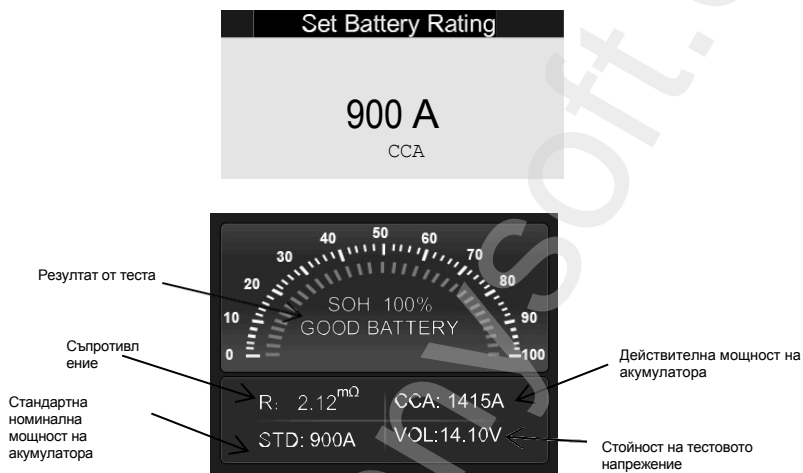 Set Battery Rating
900 A
CCA
0
10
20
30
40
50
60
70
80
90
100
SOH 100%
GOOD BATTERY
R: 2.12mΩ
CCA: 1415A
STD: 900A
VOL:14.10V
Резултат от теста
Съпротивл
ение
Стандартна
номинална
мощност на
акумулатора
Действителна мощност на
акумулатора
Стойност на тестовото
напрежение